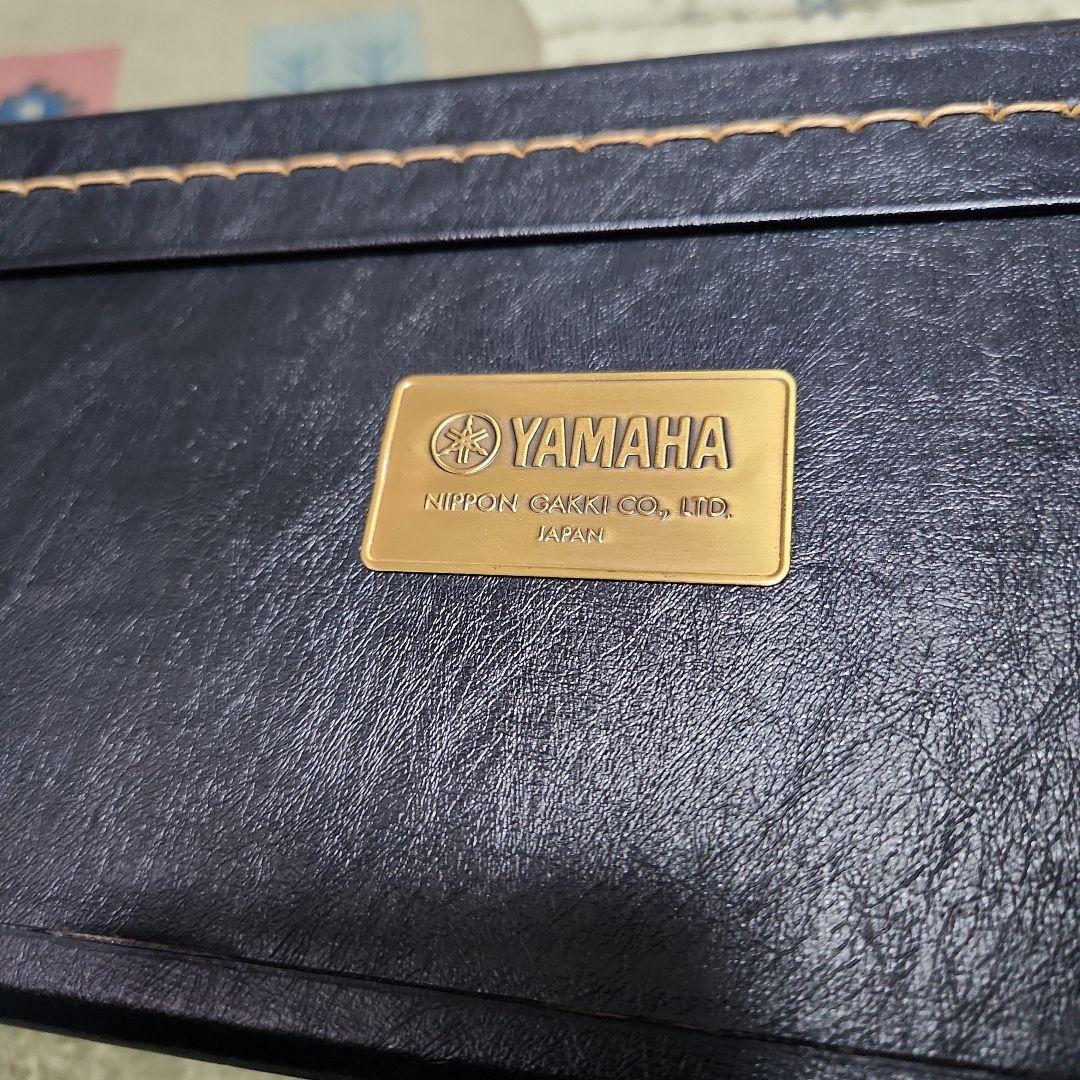 YAMAHA
NIPPON GAKKI CO., LTD.
JAPAN